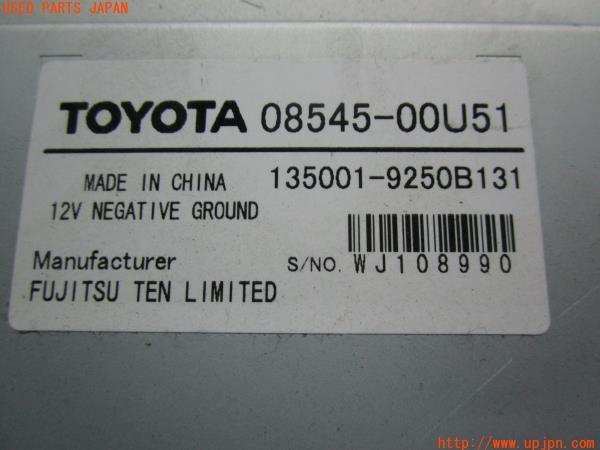 USED PARTS JAPAN
TOYOTA 08545-00U51
MADE IN CHINA 135001-9250B131
12V NEGATIVE GROUND
Manufacturer S/NO. WJ108990
FUJITSU TEN LIMITED
http://www.upjpn.com/